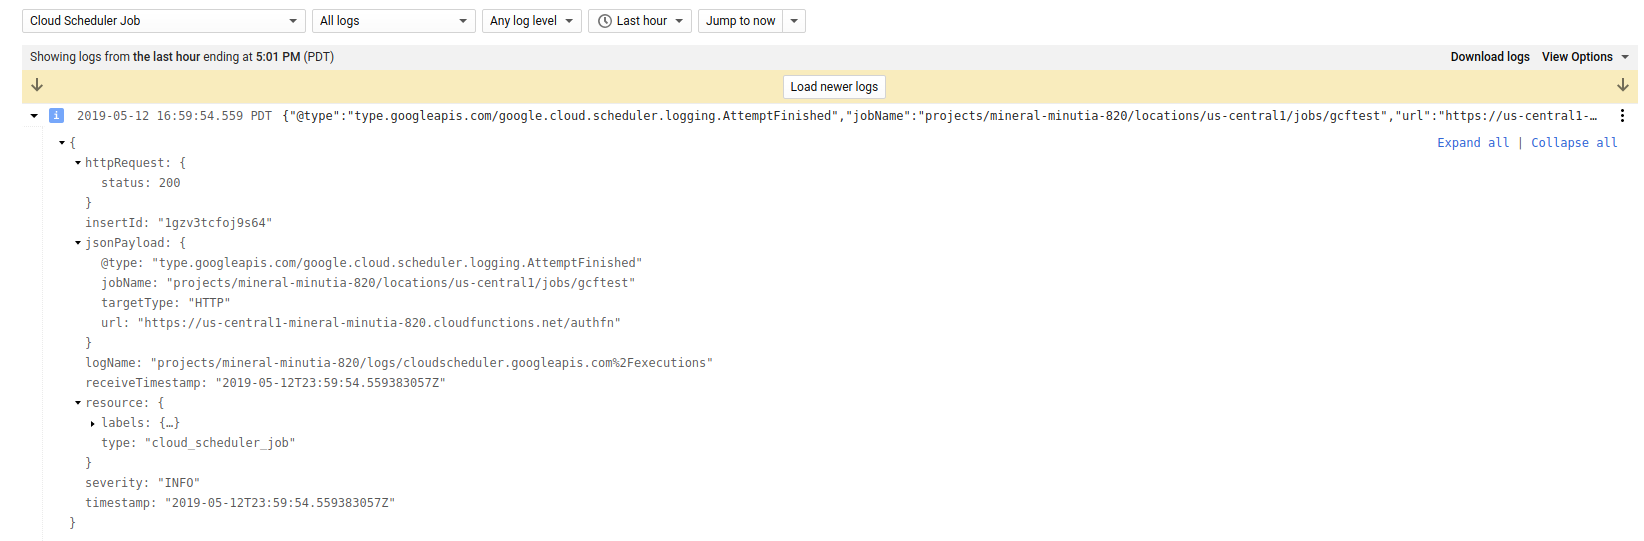 Cloud Scheduler Job All logs Any log level Last hour Jump to now
Showing logs from the last hour ending at 5:01 PM (PDT) Download logs View Options
Load newer logs
i 2019-05-12 16:59:54.559 PDT {"@type":"type.googleapis.com/google.cloud.scheduler.logging.AttemptFinished","jobName":"projects/mineral-minutia-820/locations/us-central1/jobs/gcftest","url":"https://us-central1-…
{ Expand all | Collapse all
httpRequest: {
status: 200
}
insertId: "1gzv3tcfoj9s64"
jsonPayload: {
@type: "type.googleapis.com/google.cloud.scheduler.logging.AttemptFinished"
jobName: "projects/mineral-minutia-820/locations/us-central1/jobs/gcftest"
targetType: "HTTP"
url: "https://us-central1-mineral-minutia-820.cloudfunctions.net/authfn"
}
logName: "projects/mineral-minutia-820/logs/cloudscheduler.googleapis.com%2Fexecutions"
receiveTimestamp: "2019-05-12T23:59:54.559383057Z"
resource: {
labels: {…}
type: "cloud_scheduler_job"
}
severity: "INFO"
timestamp: "2019-05-12T23:59:54.559383057Z"
}